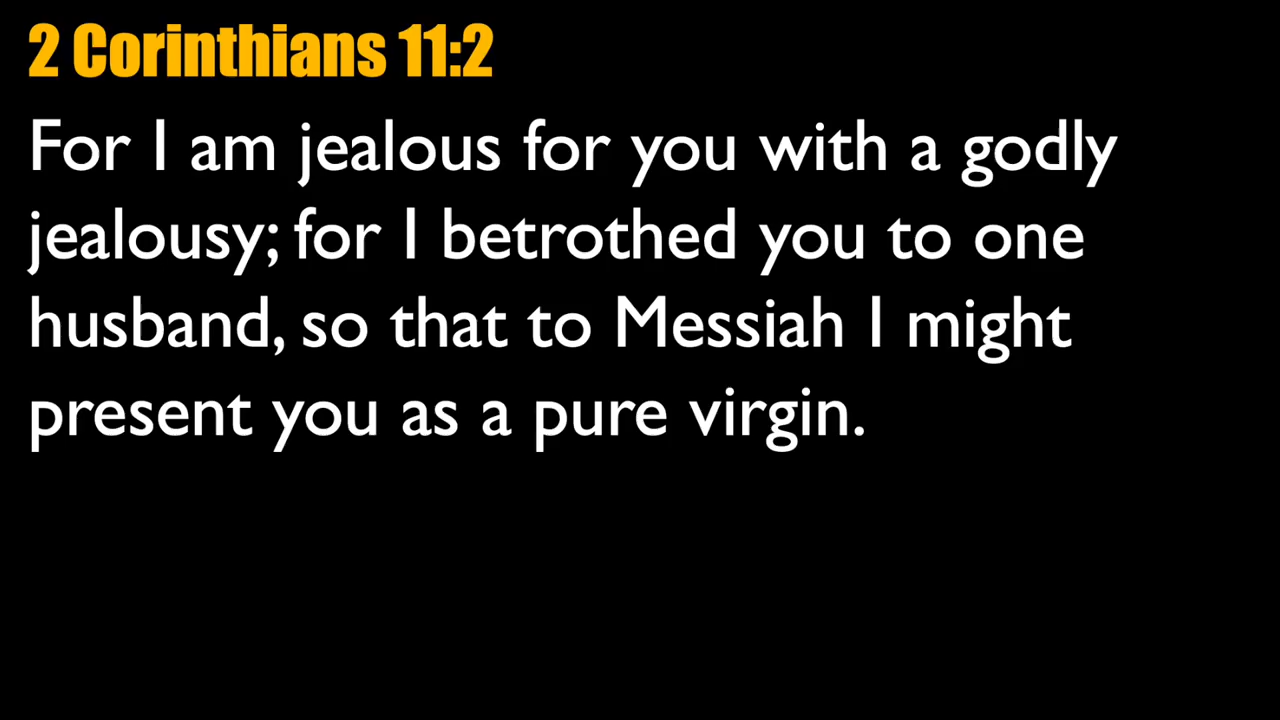 2 Corinthians 11:2
For I am jealous for you with a godly
jealousy; for I betrothed you to one
husband, so that to Messiah I might
present you as a pure virgin.